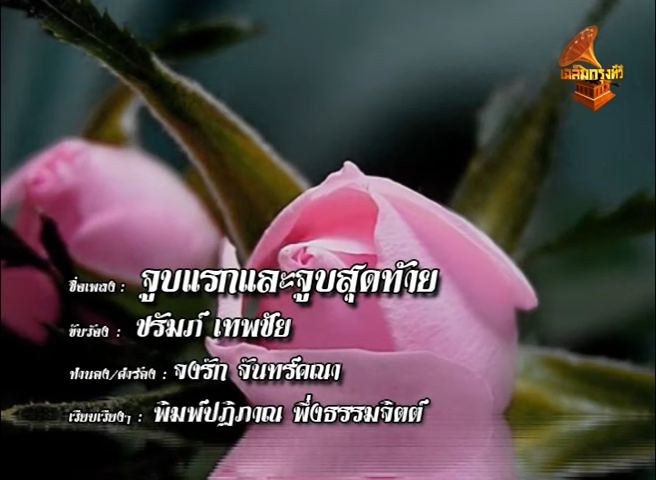 เฉลิมกรุงทีวี
ชื่อเพลง : จูบแรกและจูบสุดท้าย
ขับร้อง : ชรัมภ์ เทพชัย
ทำนอง/คำร้อง : จงรัก จันทร์คณา
เรียบเรียงฯ : พิมพ์ปฏิภาณ พึ่งธรรมจิตต์